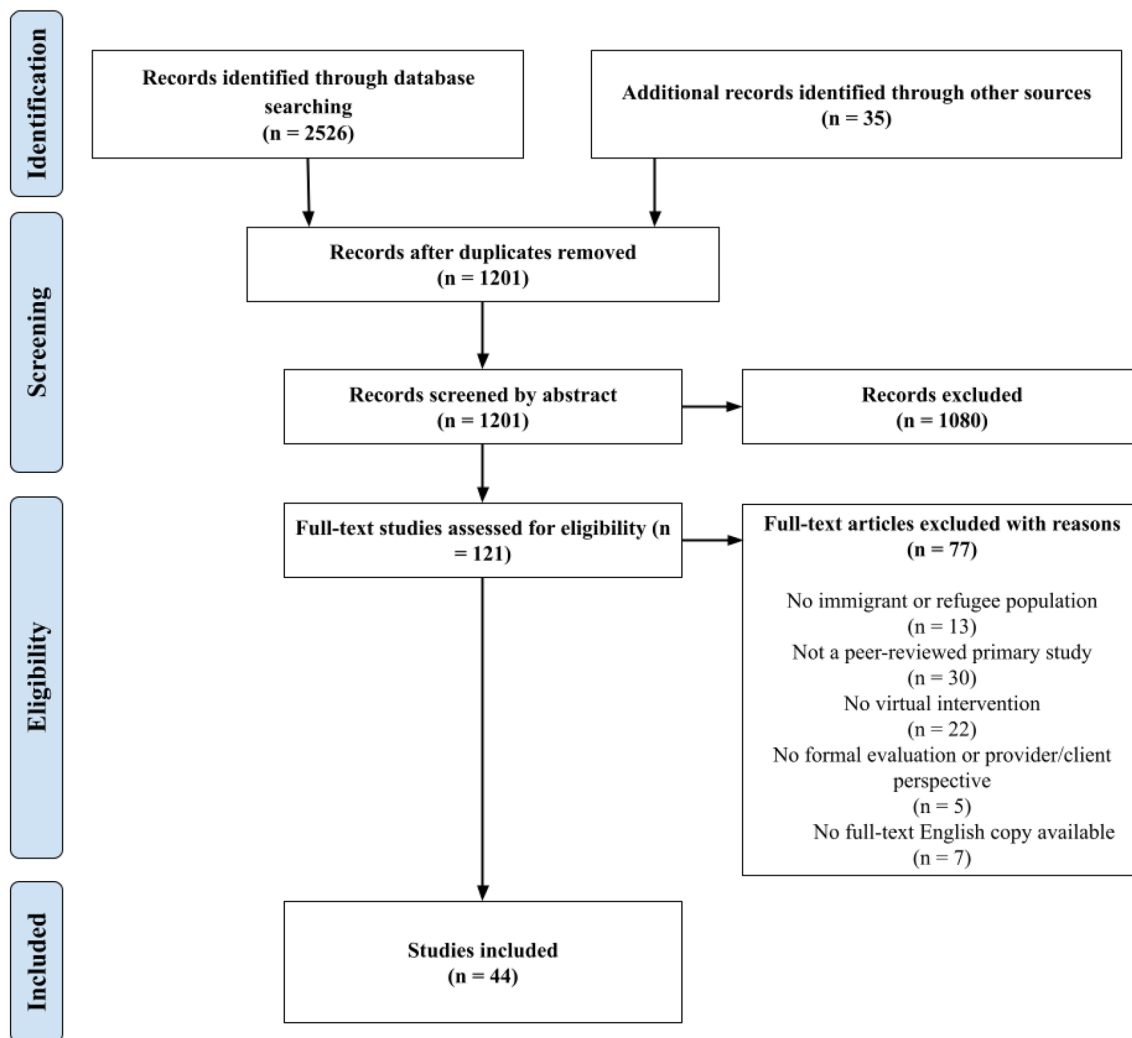 Identification
Records identified through database
searching
(n = 2526)
Additional records identified through other sources
(n = 35)
Screening
Records after duplicates removed
(n = 1201)
Records screened by abstract
(n = 1201)
Records excluded
(n = 1080)
Eligibility
Full-text studies assessed for eligibility (n
= 121)
Full-text articles excluded with reasons
(n = 77)
No immigrant or refugee population
(n = 13)
Not a peer-reviewed primary study
(n = 30)
No virtual intervention
(n = 22)
No formal evaluation or provider/client
perspective
(n = 5)
No full-text English copy available
(n = 7)
Included
Studies included
(n = 44)